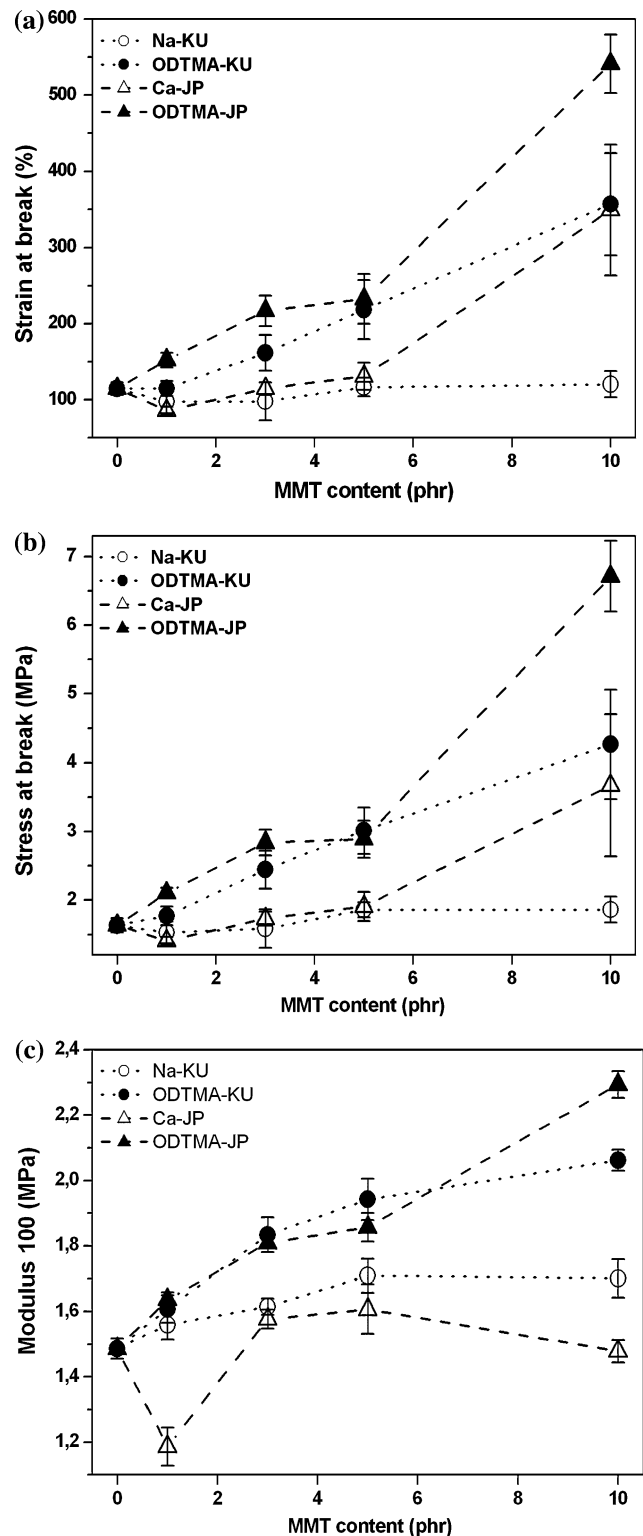 (a)
600
500
400
300
200
100
Strain at break (%)
Na-KU
ODTMA-KU
Ca-JP
ODTMA-JP
0 2 4 6 8 10
MMT content (phr)
(b)
7
6
5
4
3
2
Stress at break (MPa)
Na-KU
ODTMA-KU
Ca-JP
ODTMA-JP
0 2 4 6 8 10
MMT content (phr)
(c)
2,4
2,2
2,0
1,8
1,6
1,4
1,2
Modulus 100 (MPa)
Na-KU
ODTMA-KU
Ca-JP
ODTMA-JP
0 2 4 6 8 10
MMT content (phr)